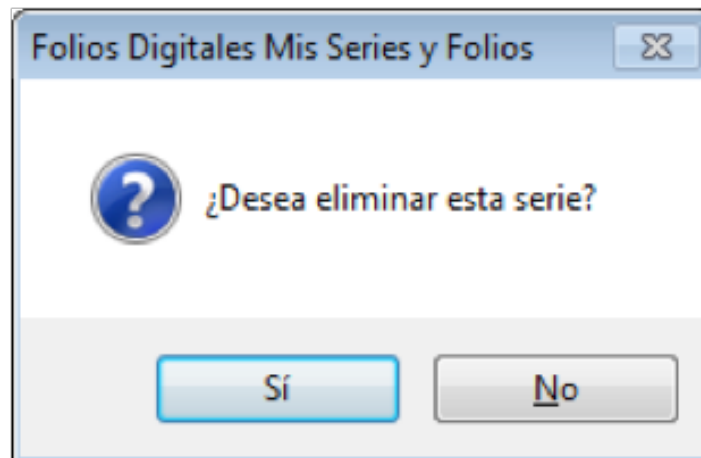 Folios Digitales Mis Series y Folios
¿Desea eliminar esta serie?
Sí
No